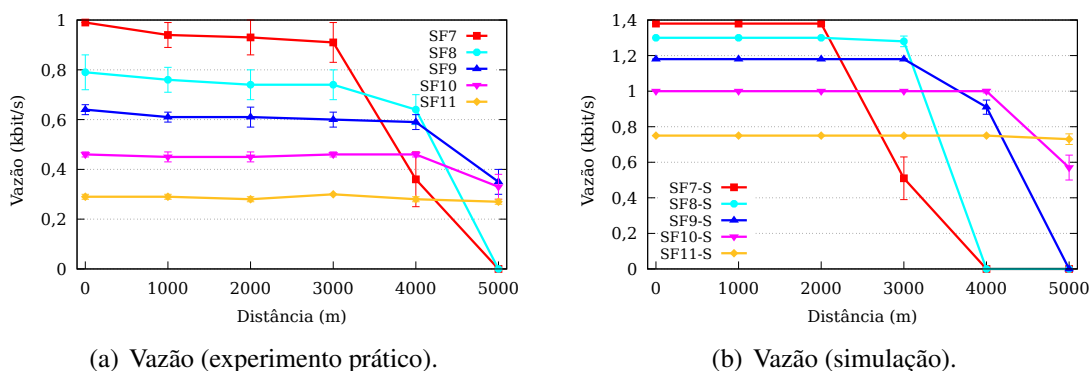 Vazão (kbit/s)
1
0,8
0,6
0,4
0,2
0
0 1000 2000 3000 4000 5000
Distância (m)
SF7
SF8
SF9
SF10
SF11
(a) Vazão (experimento prático).
Vazão (kbit/s)
1,4
1,2
1
0,8
0,6
0,4
0,2
0
0 1000 2000 3000 4000 5000
Distância (m)
SF7-S
SF8-S
SF9-S
SF10-S
SF11-S
(b) Vazão (simulação).